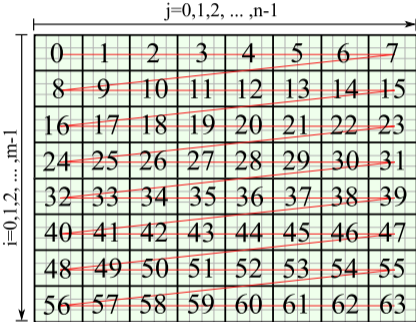 j=0,1,2, ... ,n-1
i=0,1,2, ... ,m-1
0 1 2 3 4 5 6 7
8 9 10 11 12 13 14 15
16 17 18 19 20 21 22 23
24 25 26 27 28 29 30 31
32 33 34 35 36 37 38 39
40 41 42 43 44 45 46 47
48 49 50 51 52 53 54 55
56 57 58 59 60 61 62 63